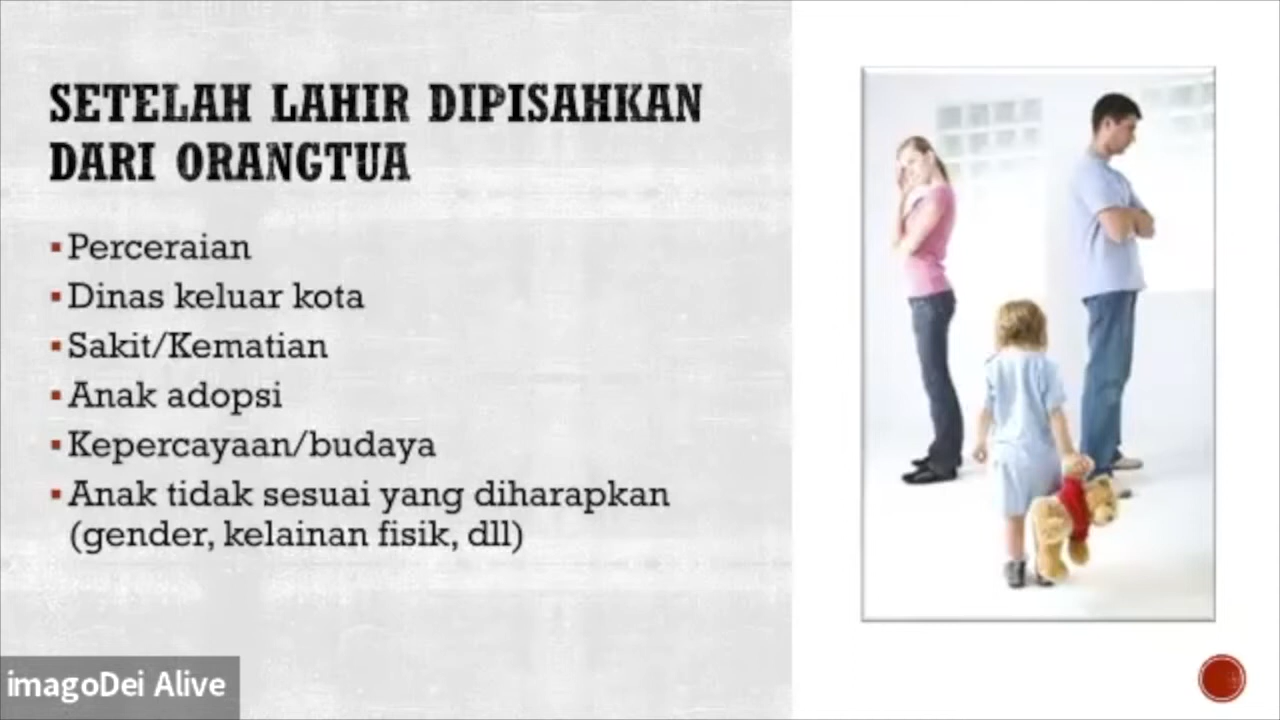 SETELAH LAHIR DIPISAHKAN
DARI ORANGTUA
▪ Perceraian
▪ Dinas keluar kota
▪ Sakit/Kematian
▪ Anak adopsi
▪ Kepercayaan/budaya
▪ Anak tidak sesuai yang diharapkan
(gender, kelainan fisik, dll)
imagoDei Alive